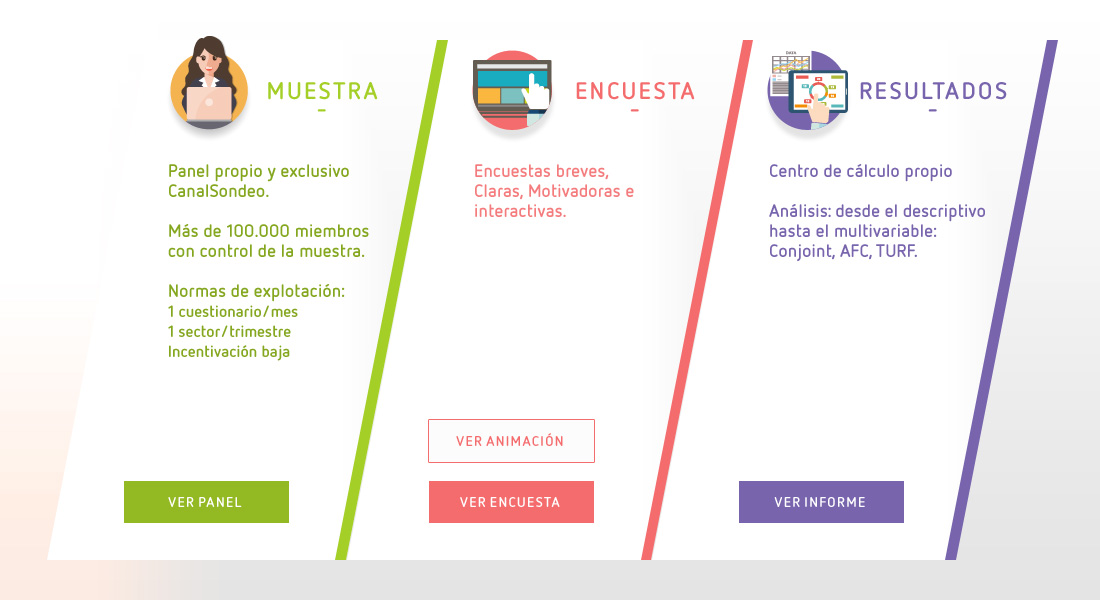 MUESTRA
Panel propio y exclusivo
CanalSondeo.
Más de 100.000 miembros
con control de la muestra.
Normas de explotación:
1 cuestionario/mes
1 sector/trimestre
Incentivación baja
VER PANEL
ENCUESTA
Encuestas breves,
Claras, Motivadoras e
interactivas.
VER ANIMACIÓN
VER ENCUESTA
DATA
RESULTADOS
Centro de cálculo propio
Análisis: desde el descriptivo
hasta el multivariable:
Conjoint, AFC, TURF.
VER INFORME